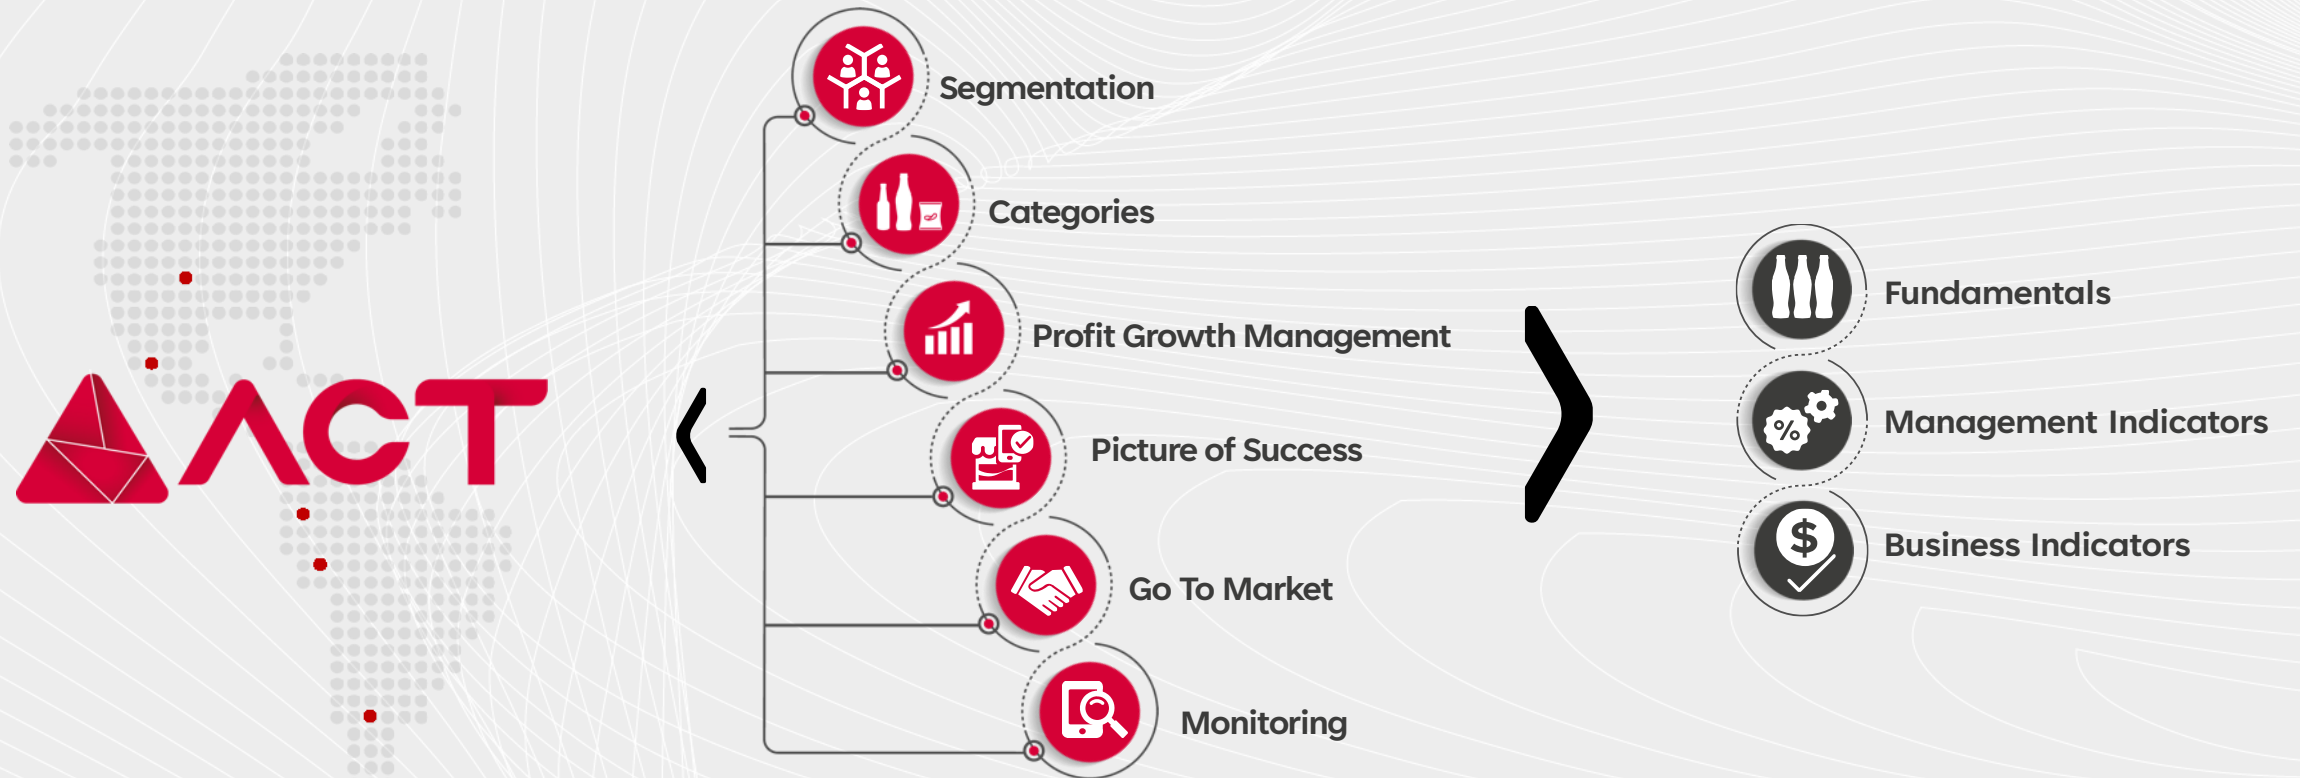 ACT
Segmentation
Categories
Profit Growth Management
Picture of Success
Go To Market
Monitoring
Fundamentals
%
Management Indicators
$
Business Indicators